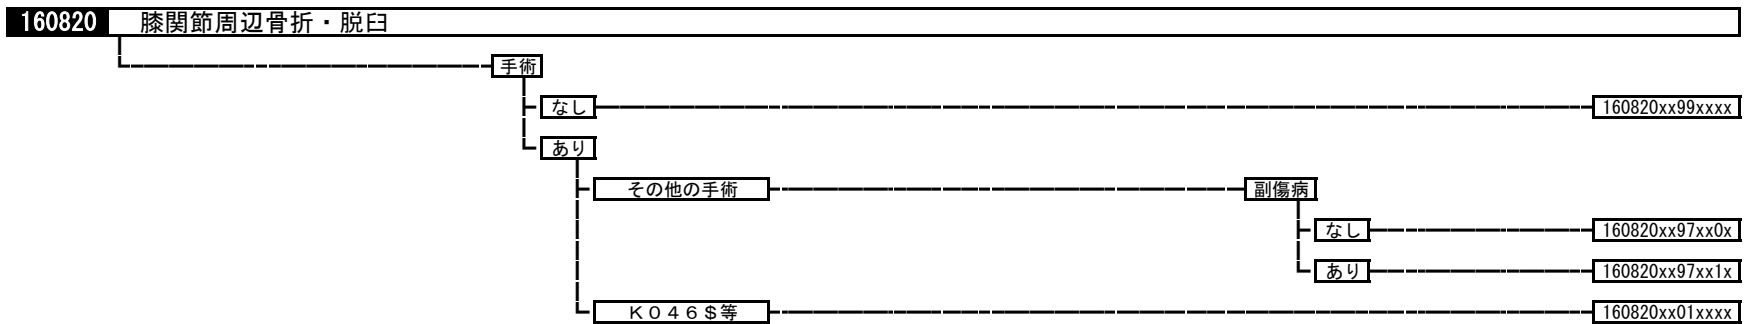 160820 膝関節周辺骨折・脱臼
手術
なし 160820xx99xxxx
あり
その他の手術 副傷病
なし 160820xx97xx0x
あり 160820xx97xx1x
Ｋ０４６＄等 160820xx01xxxx